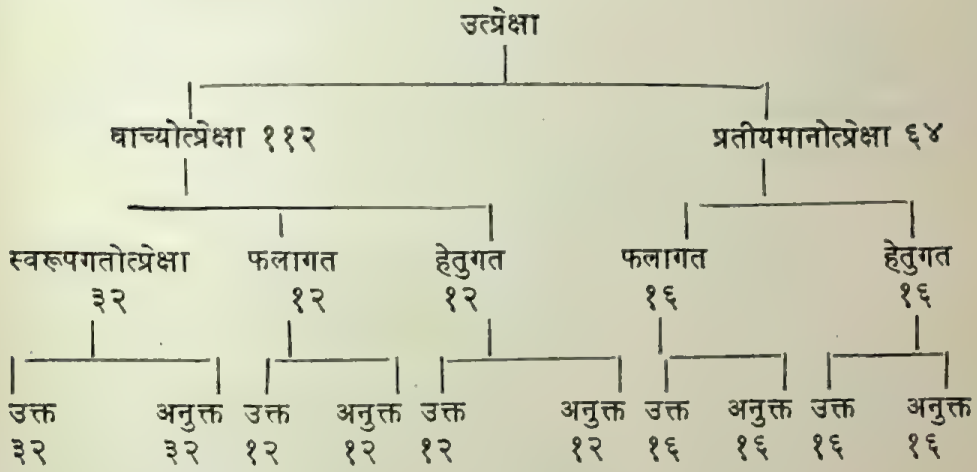 उत्प्रेक्षा
वाच्योत्प्रेक्षा ११२ प्रतीयमानोत्प्रेक्षा ६४
स्वरूपगतोत्प्रेक्षा फलागत हेतुगत फलागत हेतुगत
३२ १२ १२ १६ १६
उक्त अनुक्त उक्त अनुक्त उक्त अनुक्त उक्त अनुक्त उक्त अनुक्त
३२ ३२ १२ १२ १२ १२ १६ १६ १६ १६